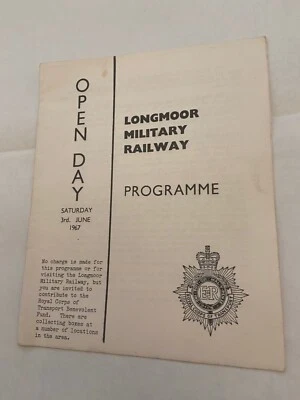 OPEN DAY
SATURDAY
3rd. JUNE
1967
LONGMOOR
MILITARY
RAILWAY
PROGRAMME
No charge is made for
this programme or for
visiting the Longmoor
Military Railway, but
you are invited to
contribute to the
Royal Corps of
Transport Benevolent
Fund. There are
collecting boxes at
a number of locations
in the area.